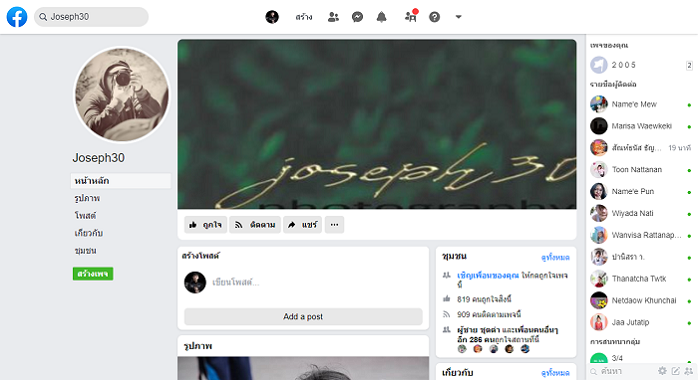 Joseph30
สร้าง
Joseph30
หน้าหลัก
รูปภาพ
โพสต์
เกี่ยวกับ
ชุมชน
สร้างเพจ
joseph 30
photography
ถูกใจ
ติดตาม
แชร์
สร้างโพสต์
เขียนโพสต์...
Add a post
รูปภาพ
ชุมชน
ดูทั้งหมด
เชิญเพื่อนของคุณ ให้กดถูกใจเพจ
นี้
819 คนถูกใจสิ่งนี้
909 คนติดตามเพจนี้
ผู้ชาย ชุดดำ และเพื่อนคนอื่นๆ
อีก 286 คนถูกใจสถานที่นี้
เกี่ยวกับ
ดูทั้งหมด
เพจของคุณ
2 0 0 5
2
รายชื่อผู้ติดต่อ
Name'e Mew
Marisa Waewkeki
19 นาที
Toon Nattanan
Name'e Pun
Wiyada Nati
Wanvisa Rattanap...
ปานิสรา า.
Thanatcha Twtk
Netdaow Khunchai
Jaa Jutatip
การสนทนากลุ่ม
3/4
ค้นหา